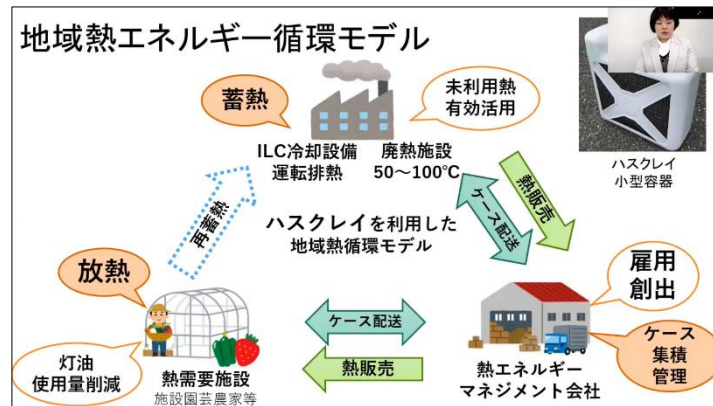 地域熱エネルギー循環モデル
蓄熱
未利用熱
有効活用
ILC冷却設備
運転排熱
廃熱施設
50～100℃
ハスクレイ
小型容器
再蓄熱
ハスクレイを利用した
地域熱循環モデル
ケース配送
熱販売
放熱
雇用
創出
ケース配送
熱販売
ケース
集積
管理
灯油
使用量削減
熱需要施設
施設園芸農家等
熱エネルギー
マネジメント会社